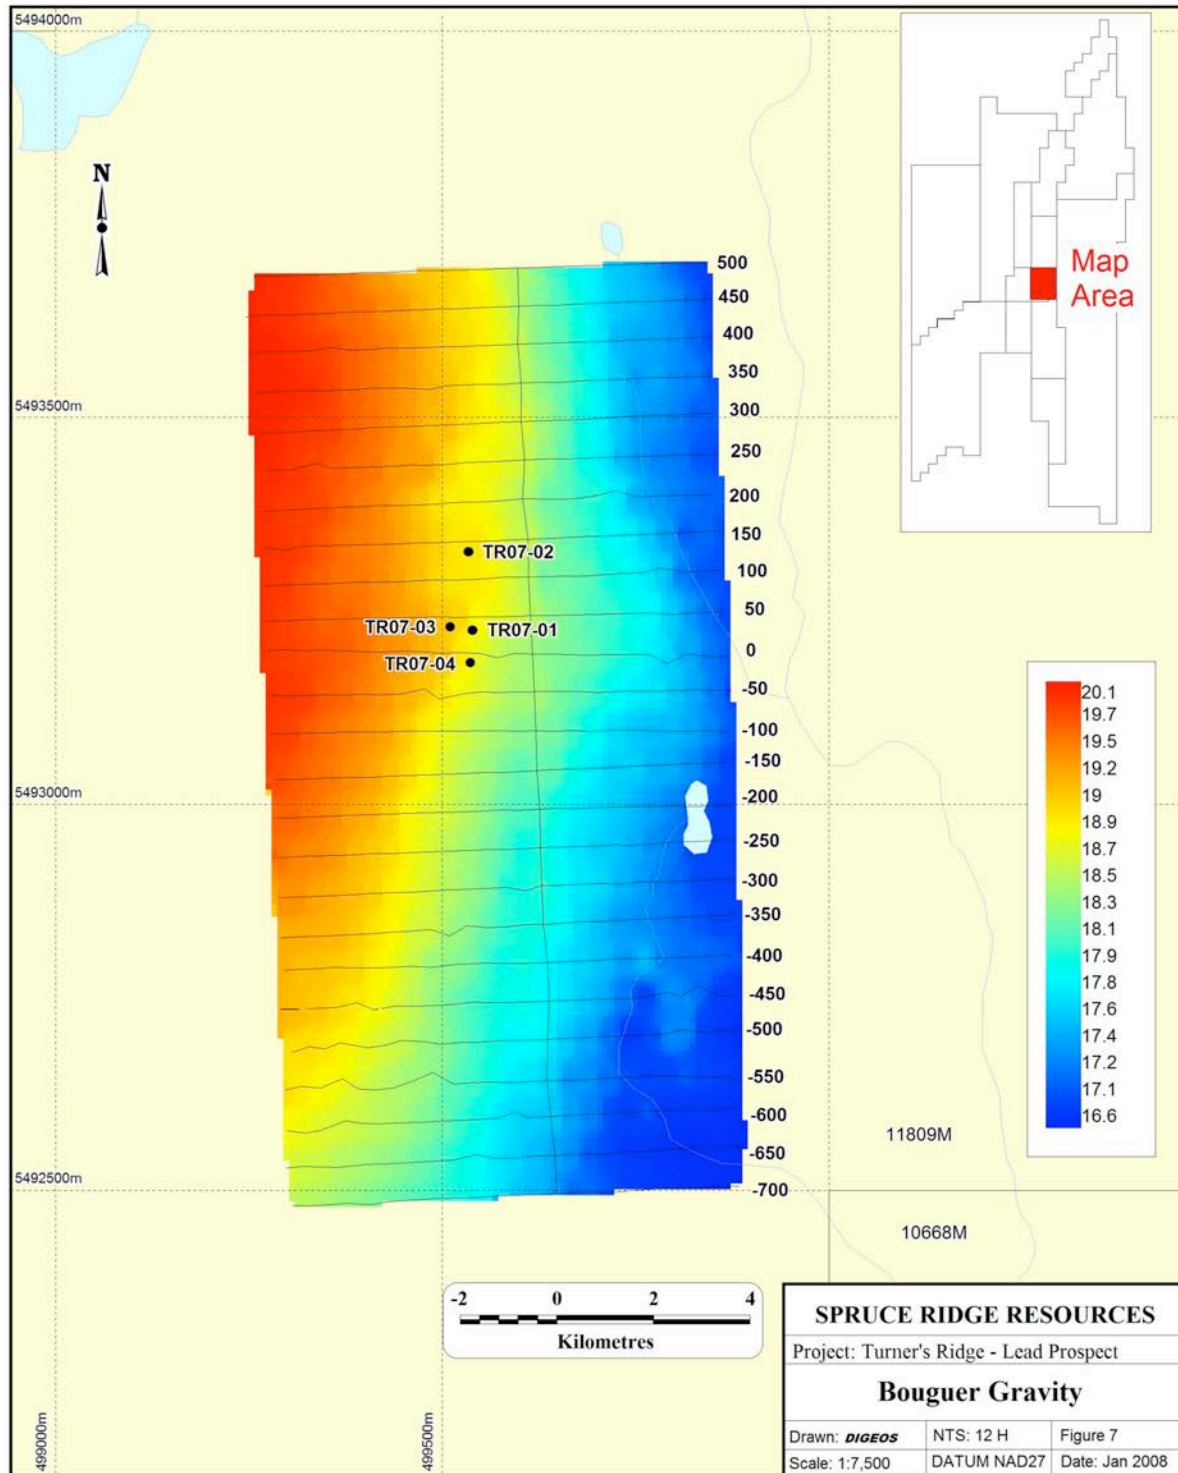 5494000m
N
Map
Area
500
450
400
350
300
250
200
150
100
50
0
-50
-100
-150
-200
-250
-300
-350
-400
-450
-500
-550
-600
-650
-700
5493500m
TR07-02
TR07-03
TR07-01
TR07-04
20.1
19.7
19.5
19.2
19
18.9
18.7
18.3
18.1
17.9
17.8
17.6
17.4
17.2
17.1
16.6
5493000m
11809M
5492500m
10668M
-2 0 2 4
Kilometres
499000m
499500m
SPRUCE RIDGE RESOURCES
Project: Turner's Ridge - Lead Prospect
Bouguer Gravity
Drawn: DIGEOS NTS: 12 H Figure 7
Scale: 1:7,500 DATUM NAD27 Date: Jan 2008